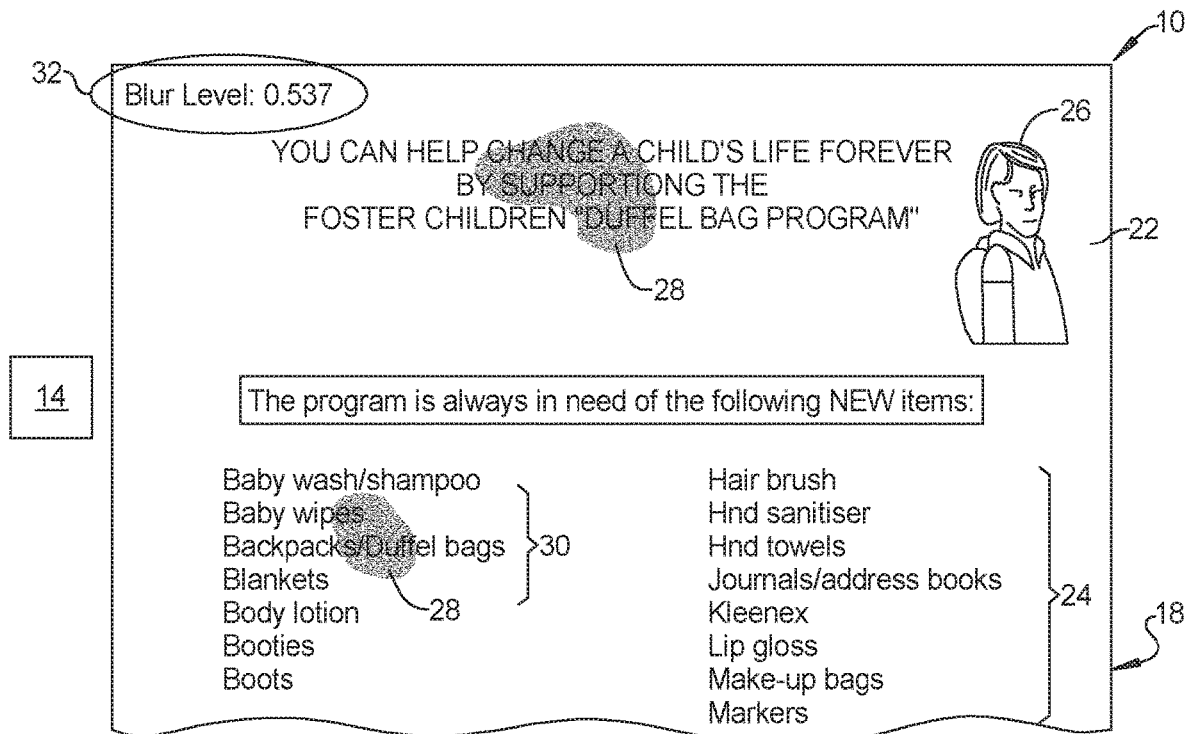 10
32
Blur Level: 0.537
26
YOU CAN HELP CHANGE A CHILD'S LIFE FOREVER
BY SUPPORTIONG THE
FOSTER CHILDREN "DUFFEL BAG PROGRAM"
22
28
14
The program is always in need of the following NEW items:
Baby wash/shampoo
Baby wipes
Backpacks/Duffel bags
Blankets
Body lotion
Booties
Boots
30
28
Hair brush
Hnd sanitiser
Hnd towels
Journals/address books
Kleenex
Lip gloss
Make-up bags
Markers
24
18